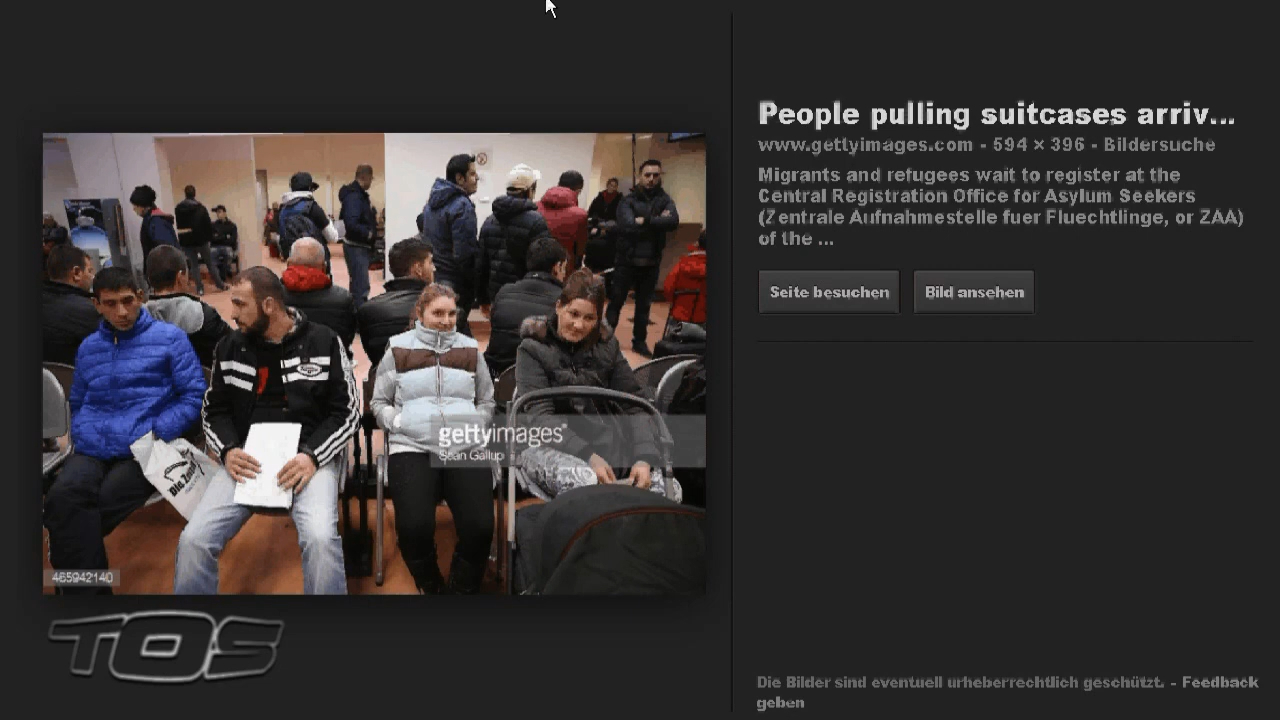 People pulling suitcases arriv...
www.gettyimages.com - 594 × 396 - Bildersuche
Migrants and refugees wait to register at the
Central Registration Office for Asylum Seekers
(Zentrale Aufnahmestelle fuer Fluechtlinge, or ZAA)
of the ...
Seite besuchen
Bild ansehen
gettyimages®
Sean Gallup
Die Zeit
465942140
TOS
Die Bilder sind eventuell urheberrechtlich geschützt. - Feedback
geben